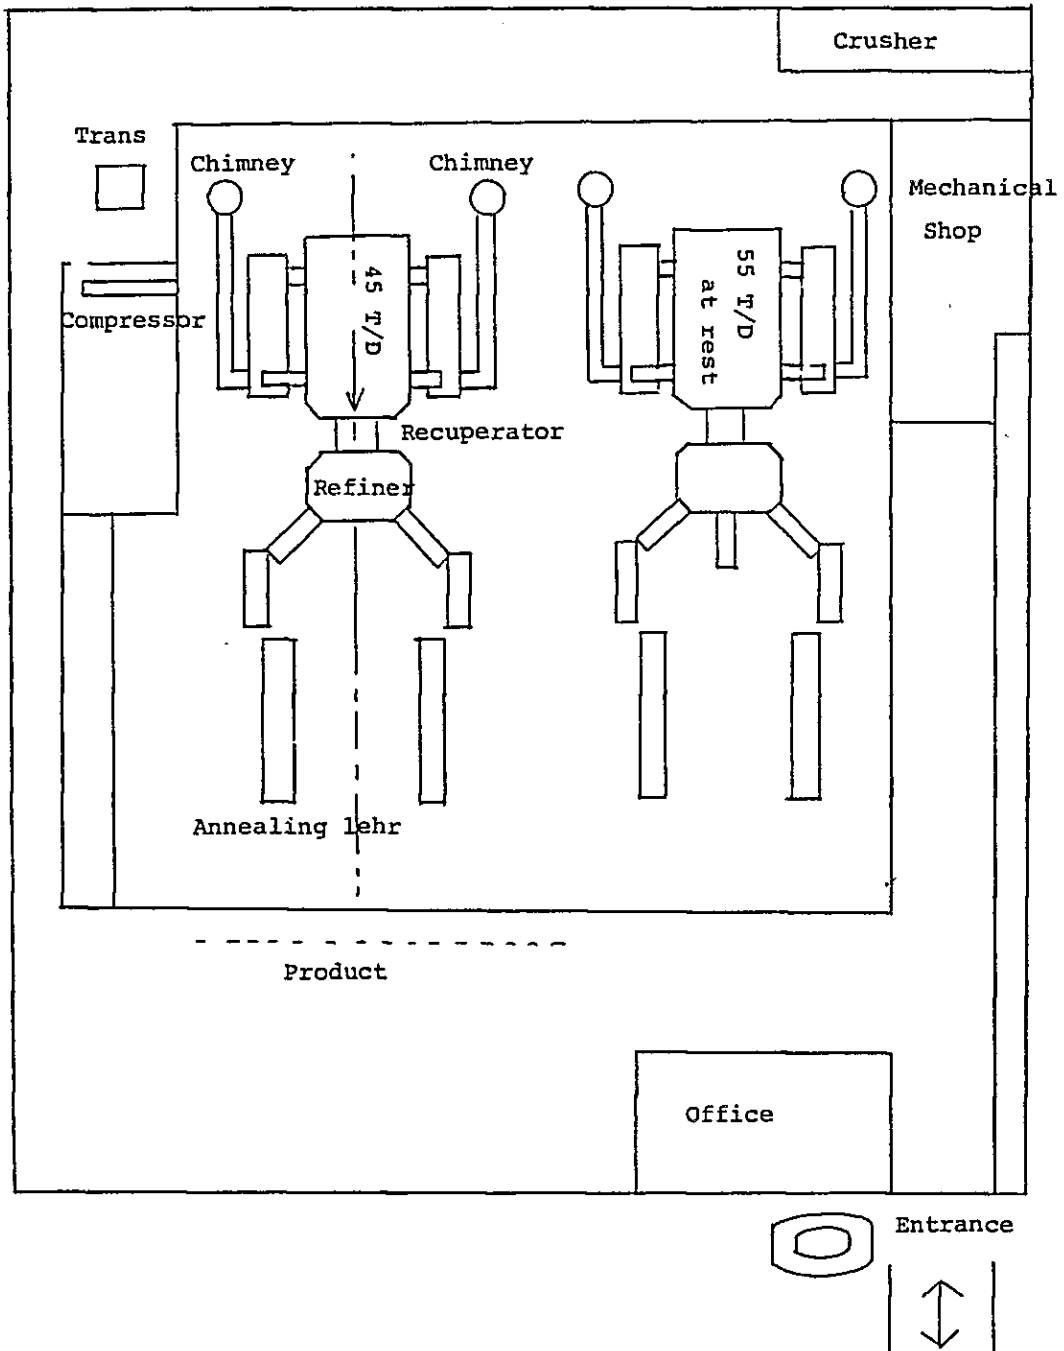 Crusher
Trans
Chimney
Chimney
Mechanical
Shop
45 T/D
55 T/D
at rest
Compressor
Recuperator
Refiner
Annealing lehr
Product
Office
Entrance